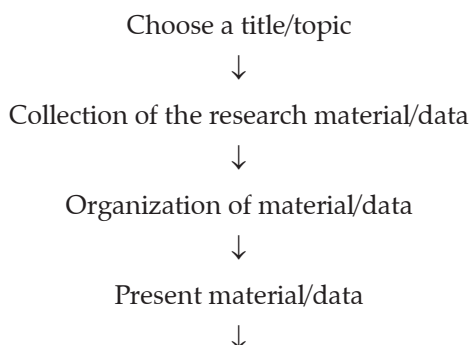 Choose a title/topic
↓
Collection of the research material/data
↓
Organization of material/data
↓
Present material/data
↓